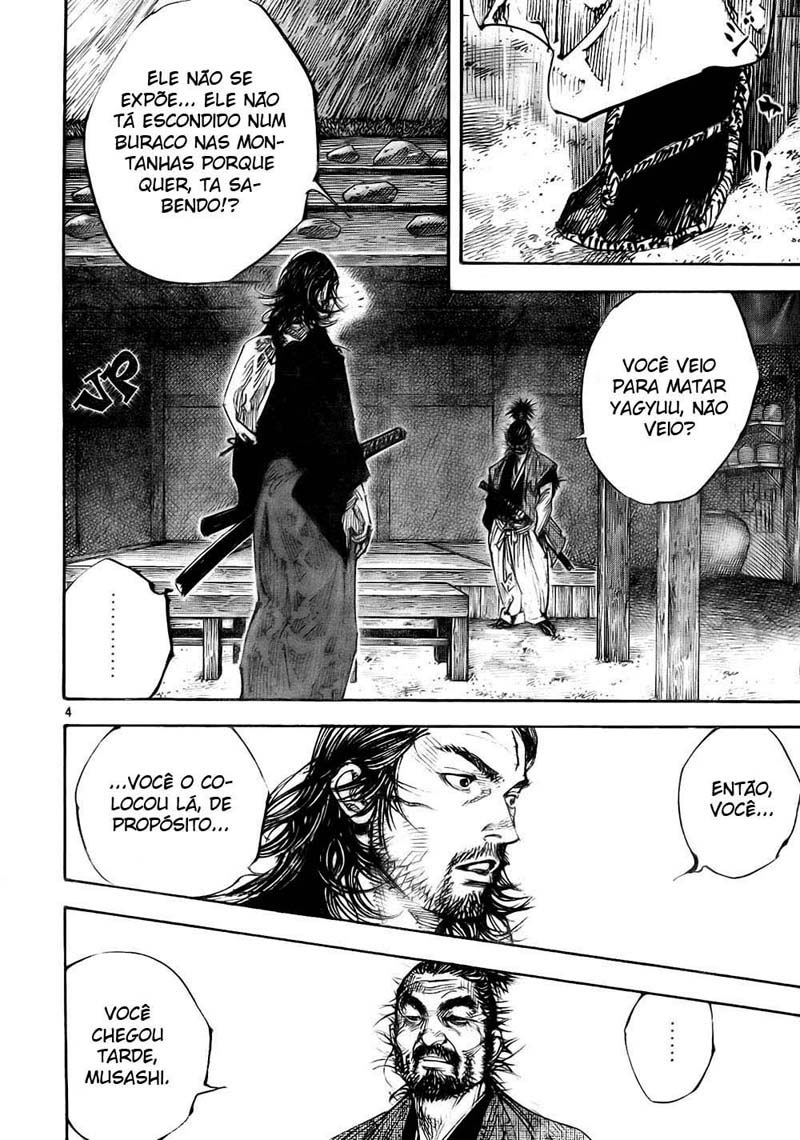 ELE NÃO SE
EXPÕE... ELE NÃO
TÁ ESCONDIDO NUM
BURACO NAS MON-
TANHAS PORQUE
QUER, TA SA-
BENDO!?
VOCÊ VEIO
PARA MATAR
YAGYUU, NÃO
VEIO?
VP
........
4
ENTÃO,
VOCÊ...
...VOCÊ O CO-
LOCOU LÁ, DE
PROPÓSITO...
.....
VOCÊ
CHEGOU
TARDE,
MUSASHI.